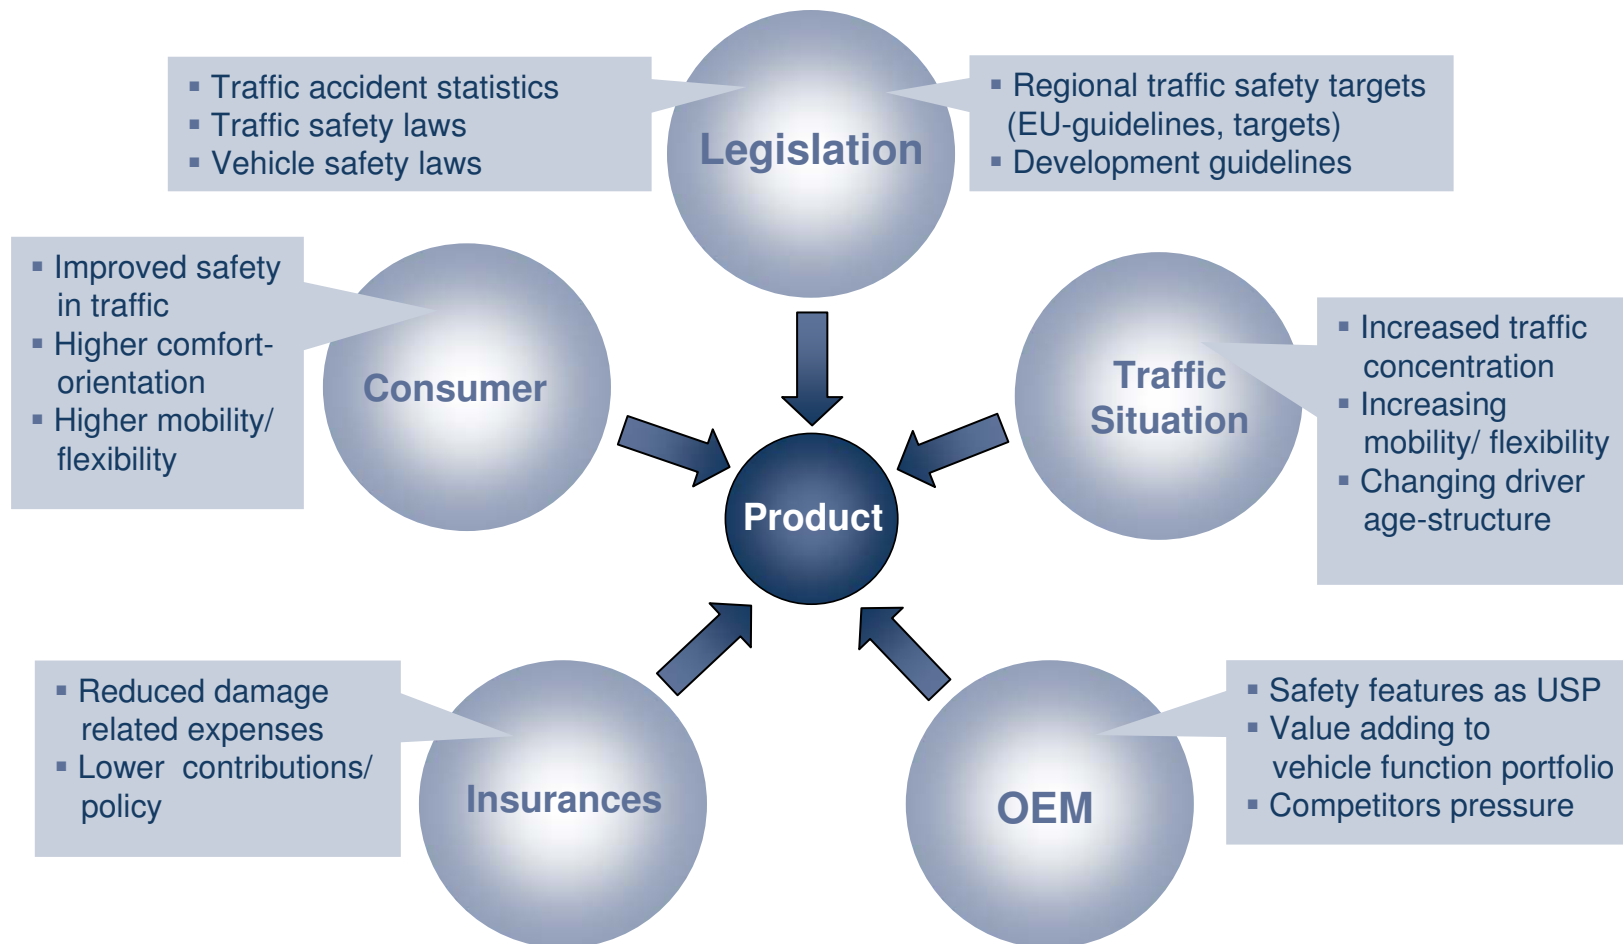 ▪ Traffic accident statistics
▪ Traffic safety laws
▪ Vehicle safety laws
Legislation
▪ Regional traffic safety targets
(EU-guidelines, targets)
▪ Development guidelines
▪ Improved safety
in traffic
▪ Higher comfort-
orientation
▪ Higher mobility/
flexibility
Consumer
Traffic
Situation
▪ Increased traffic
concentration
▪ Increasing
mobility/ flexibility
▪ Changing driver
age-structure
Product
▪ Reduced damage
related expenses
▪ Lower contributions/
policy
Insurances
OEM
▪ Safety features as USP
▪ Value adding to
vehicle function portfolio
▪ Competitors pressure